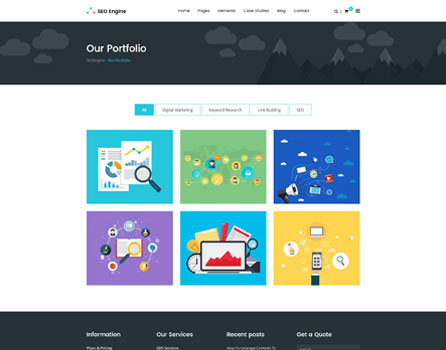 SEO Engine
Home Pages Elements Case Studies Blog Contact
Our Portfolio
SEO Engine - Our Portfolio
All Digital Marketing Keyword Research Link Building SEO
Information Our Services Recent posts Get a Quote
Plans & Pricing SEO Services How To Leverage Content To